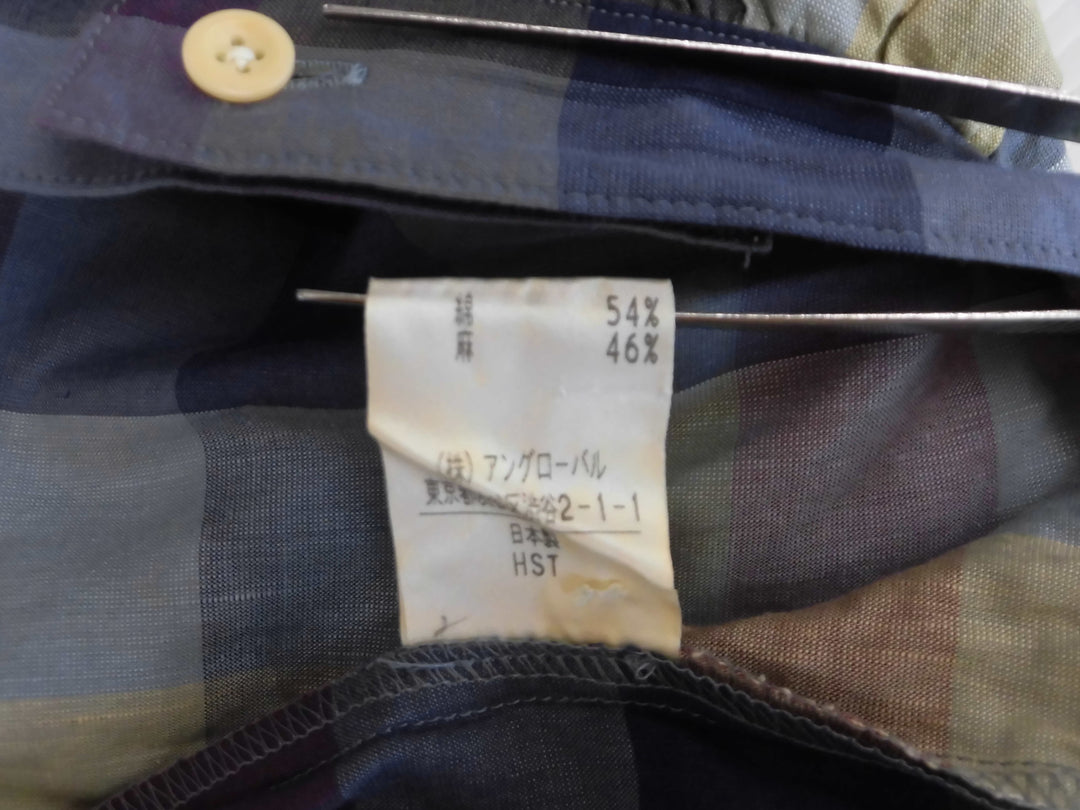 綿 54%
麻 46%
(株) アングローバル
東京都渋谷区渋谷2-1-1
日本製
HST